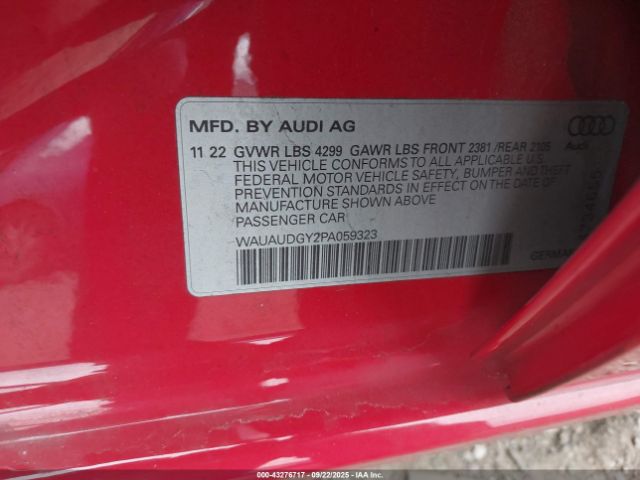 MFD. BY AUDI AG
11 22 GVWR LBS 4299 GAWR LBS FRONT 2381 /REAR 2105
Audi
THIS VEHICLE CONFORMS TO ALL APPLICABLE U.S.
FEDERAL MOTOR VEHICLE SAFETY, BUMPER AND THEFT
PREVENTION STANDARDS IN EFFECT ON THE DATE OF
MANUFACTURE SHOWN ABOVE
PASSENGER CAR
WAUAUDGY2PA059323
000-43276717 - 09/22/2025 - IAA Inc.